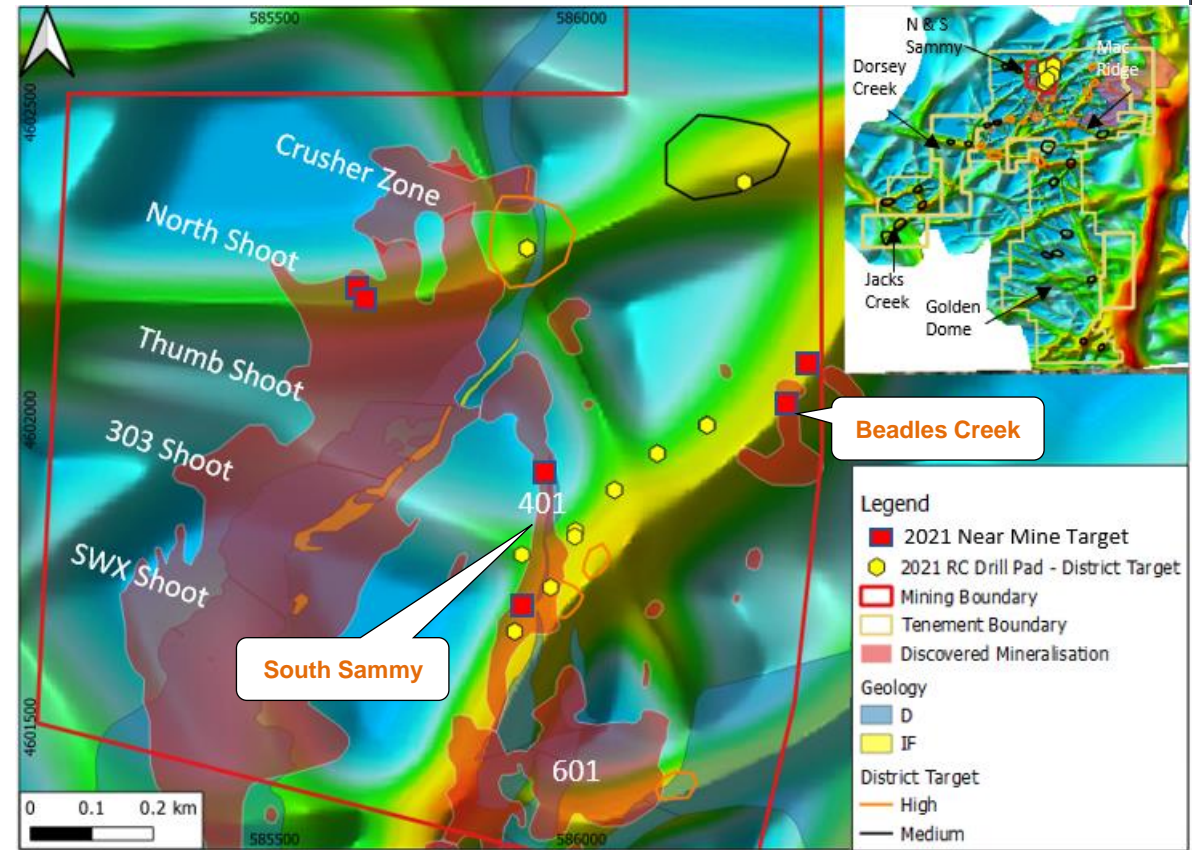 585500
586000
4602500
4602000
4601500
Crusher Zone
North Shoot
Thumb Shoot
303 Shoot
SWX Shoot
401
601
South Sammy
Beadles Creek
0 0.1 0.2 km
585500
586000
N & S
Sammy
Mac
Ridge
Dorsey
Creek
Jacks
Creek
Golden
Dome
Legend
2021 Near Mine Target
2021 RC Drill Pad - District Target
Mining Boundary
Tenement Boundary
Discovered Mineralisation
Geology
D
IF
District Target
High
Medium